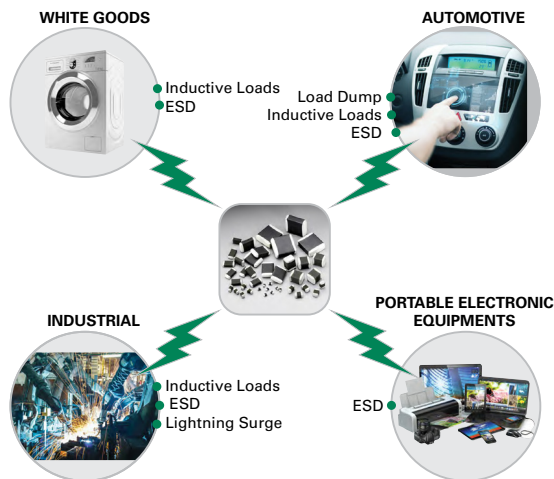 WHITE GOODS
Inductive Loads
ESD
AUTOMOTIVE
Load Dump
Inductive Loads
ESD
INDUSTRIAL
Inductive Loads
ESD
Lightning Surge
PORTABLE ELECTRONIC
EQUIPMENTS
ESD